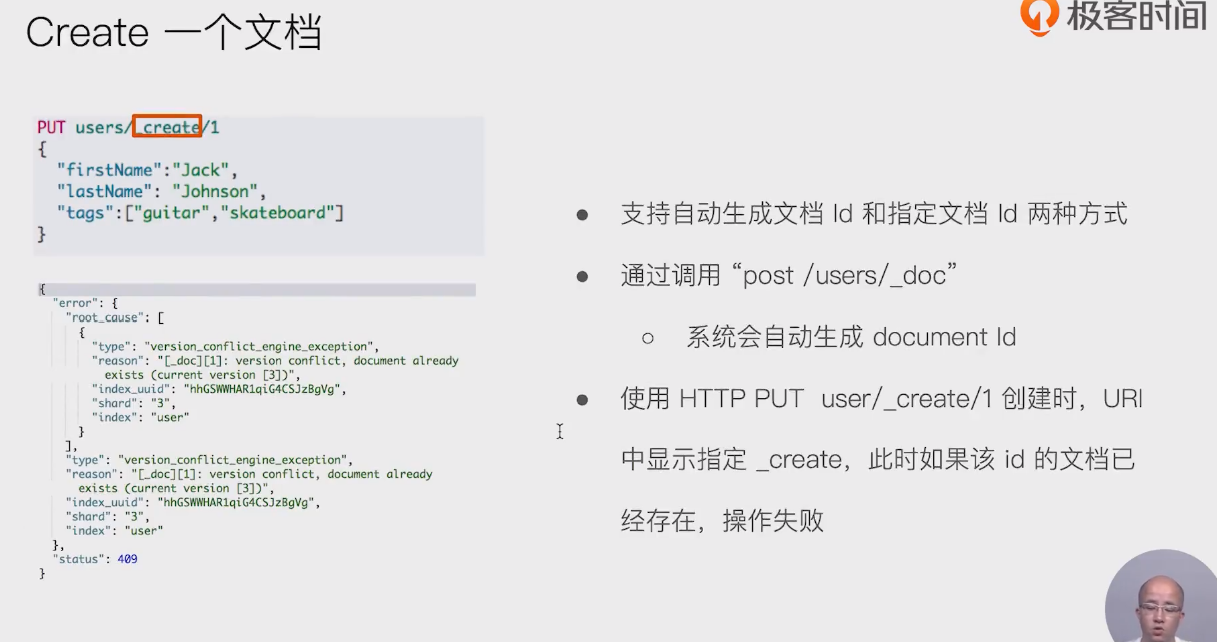 Create 一个文档
极客时间
PUT users/_create/1
{
"firstName":"Jack",
"lastName": "Johnson",
"tags":["guitar","skateboard"]
}
{
"error": {
"root_cause": [
{
"type": "version_conflict_engine_exception",
"reason": "[_doc][1]: version conflict, document already
exists (current version [3])",
"index_uuid": "hhGSWWHAR1qiG4CSJzBgVg",
"shard": "3",
"index": "user"
}
],
"type": "version_conflict_engine_exception",
"reason": "[_doc][1]: version conflict, document already
exists (current version [3])",
"index_uuid": "hhGSWWHAR1qiG4CSJzBgVg",
"shard": "3",
"index": "user"
},
"status": 409
}
● 支持自动生成文档 Id 和指定文档 Id 两种方式
● 通过调用 “post /users/_doc”
○ 系统会自动生成 document Id
● 使用 HTTP PUT user/_create/1 创建时，URI
中显示指定 _create，此时如果该 id 的文档已
经存在，操作失败